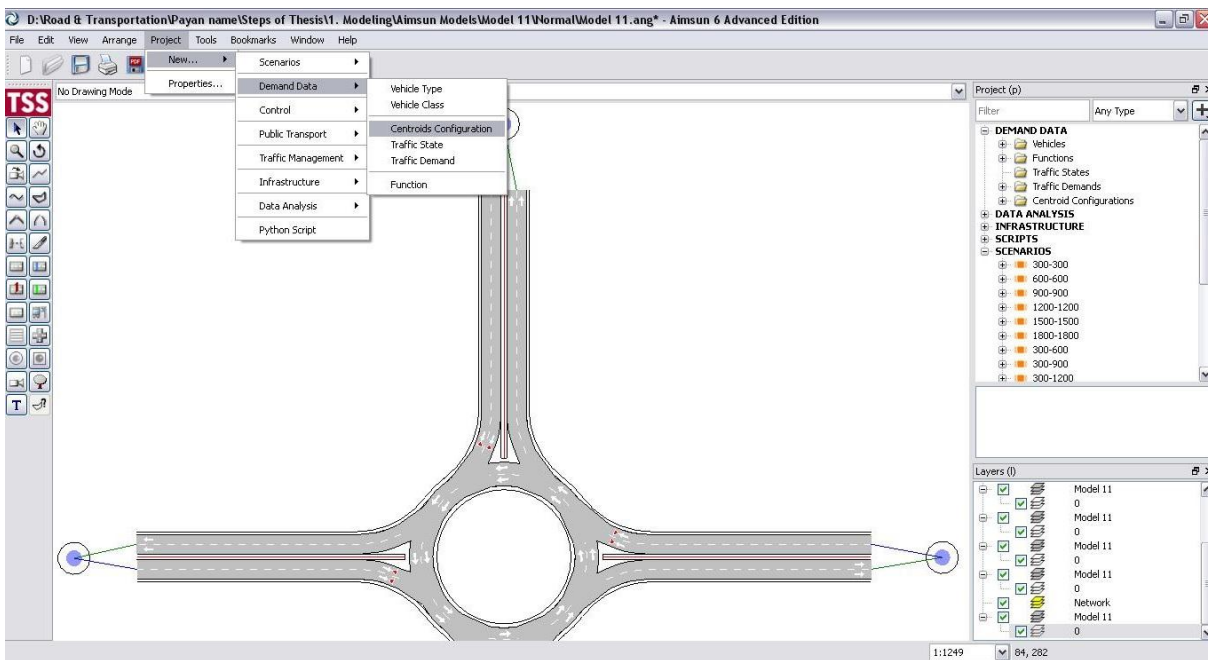 D:\Road & Transportation\Payan name\Steps of Thesis\1. Modeling\Aimsun Models\Model 11\Normal\Model 11.ang* - Aimsun 6 Advanced Edition
File Edit View Arrange Project Tools Bookmarks Window Help
PDF
New...
Properties...
Scenarios
Demand Data
Control
Public Transport
Traffic Management
Infrastructure
Data Analysis
Python Script
Vehicle Type
Vehicle Class
Centroids Configuration
Traffic State
Traffic Demand
Function
TSS
No Drawing Mode
T
Project (p)
Filter Any Type
DEMAND DATA
Vehicles
Functions
Traffic States
Traffic Demands
Centroid Configurations
DATA ANALYSIS
INFRASTRUCTURE
SCRIPTS
SCENARIOS
300-300
600-600
900-900
1200-1200
1500-1500
1800-1800
300-600
300-900
300-1200
Layers (l)
Model 11
0
Model 11
0
Model 11
0
Model 11
0
Network
Model 11
0
1:1249 84, 282